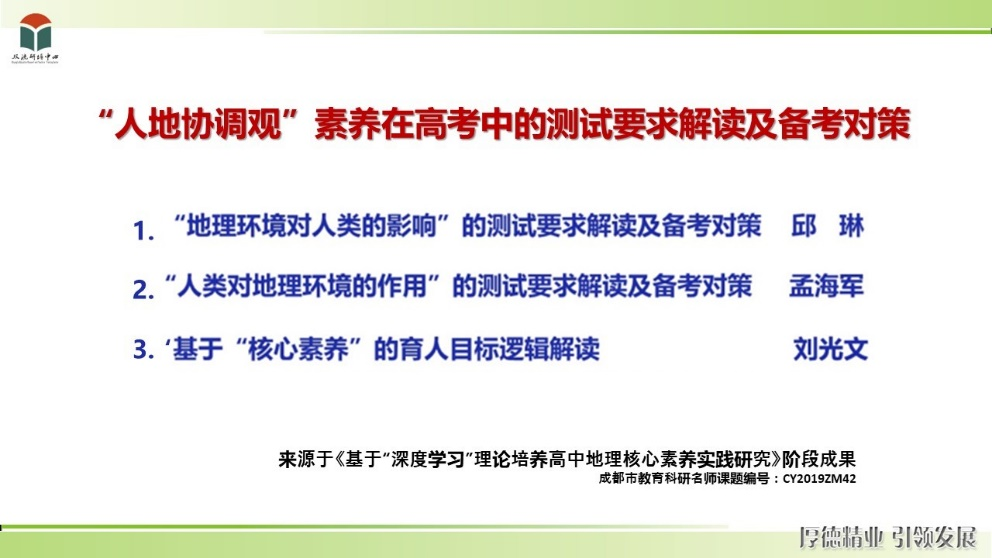 双流研培中心
“人地协调观”素养在高考中的测试要求解读及备考对策
1. “地理环境对人类的影响”的测试要求解读及备考对策 邱 琳
2. “人类对地理环境的作用”的测试要求解读及备考对策 孟海军
3. ‘基于“核心素养”的育人目标逻辑解读 刘光文
来源于《基于“深度学习”理论培养高中地理核心素养实践研究》阶段成果
成都市教育科研名师课题编号：CY2019ZM42
厚德精业 引领发展